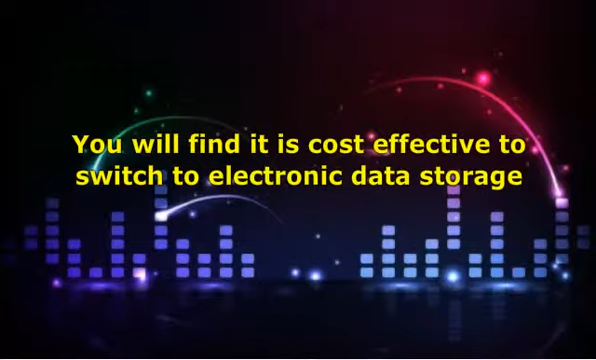 You will find it is cost effective to
switch to electronic data storage